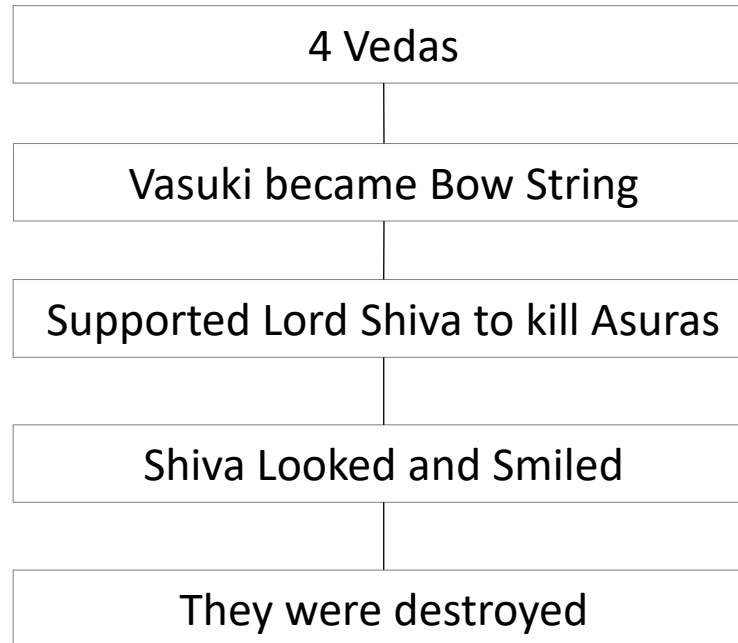 4 Vedas
Vasuki became Bow String
Supported Lord Shiva to kill Asuras
Shiva Looked and Smiled
They were destroyed